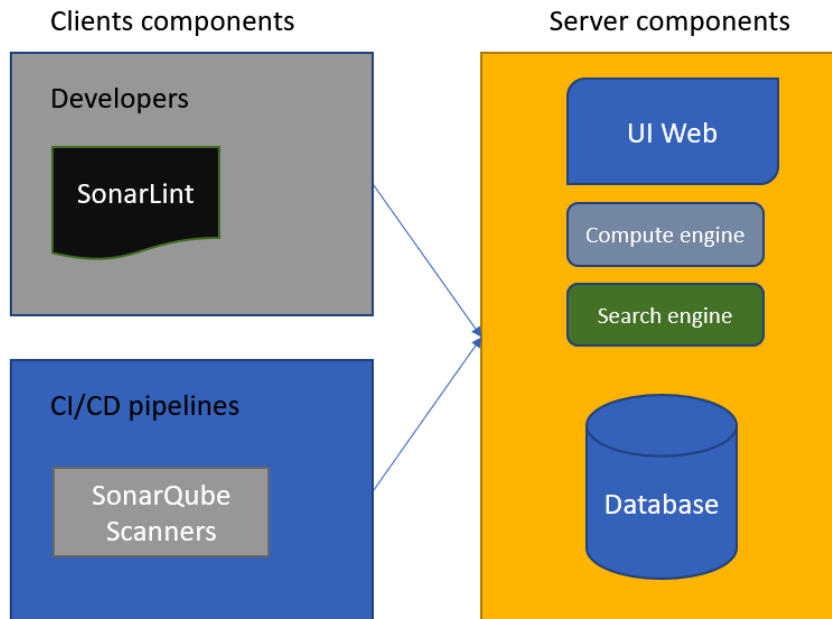 Clients components
Developers
SonarLint
CI/CD pipelines
SonarQube
Scanners
Server components
UI Web
Compute engine
Search engine
Database